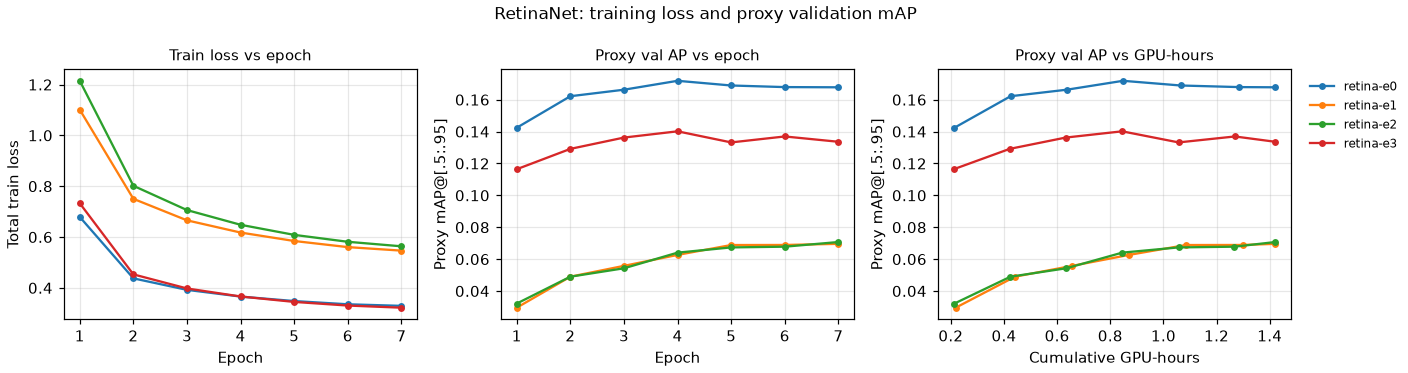 RetinaNet: training loss and proxy validation mAP
Train loss vs epoch
Total train loss
1.2
1.0
0.8
0.6
0.4
1 2 3 4 5 6 7
Epoch
Proxy val AP vs epoch
Proxy mAP@[.5:.95]
0.16
0.14
0.12
0.10
0.08
0.06
0.04
1 2 3 4 5 6 7
Epoch
Proxy val AP vs GPU-hours
Proxy mAP@[.5:.95]
0.16
0.14
0.12
0.10
0.08
0.06
0.04
0.2 0.4 0.6 0.8 1.0 1.2 1.4
Cumulative GPU-hours
retina-e0
retina-e1
retina-e2
retina-e3